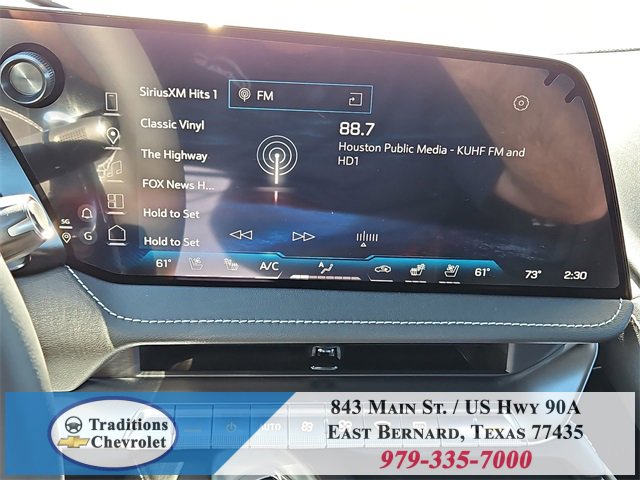 SiriusXM Hits 1
FM
Classic Vinyl
88.7
The Highway
Houston Public Media - KUHF FM and
HD1
FOX News H...
Hold to Set
5G
G
Hold to Set
61° A/C 61° 73° 2:30
AUTO
Traditions
Chevrolet
843 Main St. / US Hwy 90A
East Bernard, Texas 77435
979-335-7000